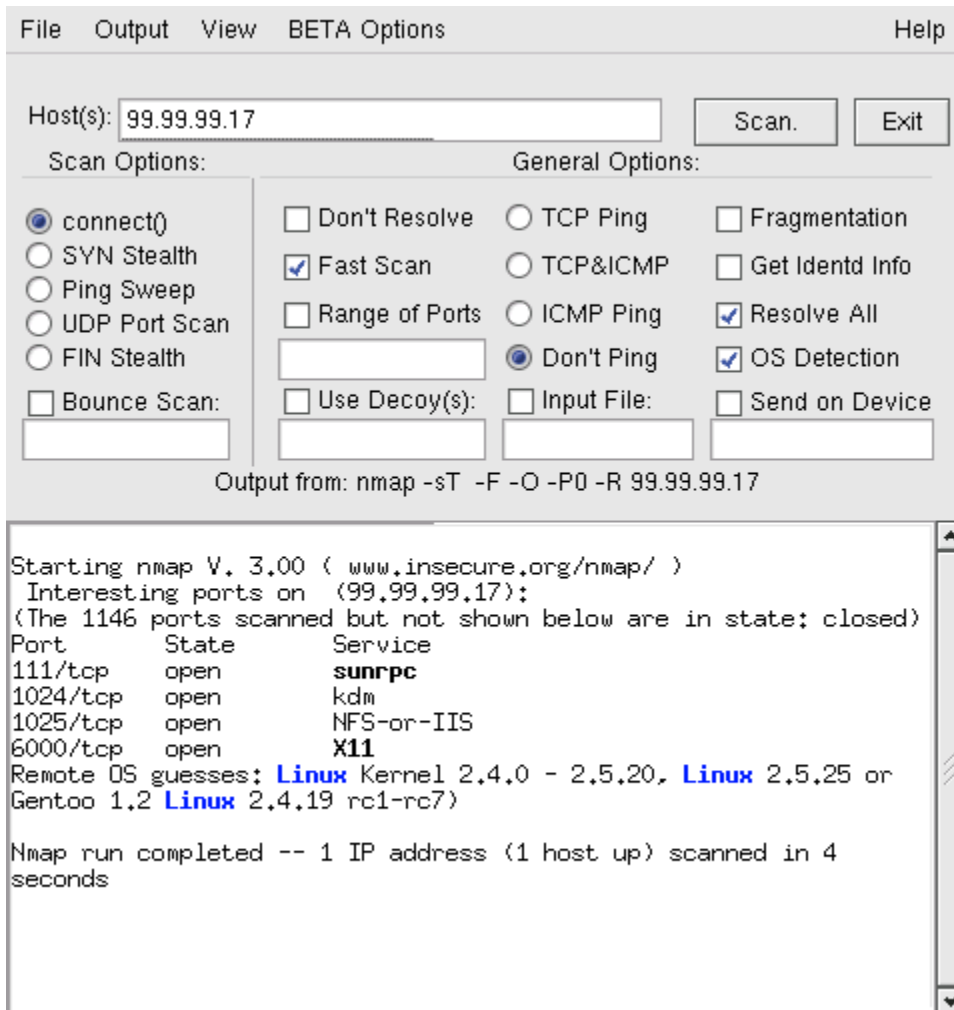 File Output View BETA Options Help
Host(s): 99.99.99.17 Scan. Exit
Scan Options: General Options:
connect() Don't Resolve TCP Ping Fragmentation
SYN Stealth Fast Scan TCP&ICMP Get Identd Info
Ping Sweep Range of Ports ICMP Ping Resolve All
UDP Port Scan
FIN Stealth Don't Ping OS Detection
Bounce Scan: Use Decoy(s): Input File: Send on Device
Output from: nmap -sT -F -O -P0 -R 99.99.99.17
Starting nmap V. 3.00 ( www.insecure.org/nmap/ )
Interesting ports on (99.99.99.17):
(The 1146 ports scanned but not shown below are in state: closed)
Port State Service
111/tcp open sunrpc
1024/tcp open kdm
1025/tcp open NFS-or-IIS
6000/tcp open X11
Remote OS guesses: Linux Kernel 2.4.0 - 2.5.20, Linux 2.5.25 or
Gentoo 1.2 Linux 2.4.19 rc1-rc7)
Nmap run completed -- 1 IP address (1 host up) scanned in 4
seconds